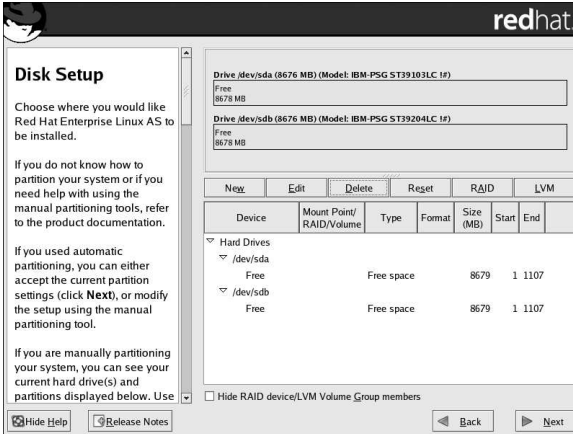 redhat.
Disk Setup
Choose where you would like
Red Hat Enterprise Linux AS to
be installed.
If you do not know how to
partition your system or if you
need help with using the
manual partitioning tools, refer
to the product documentation.
If you used automatic
partitioning, you can either
accept the current partition
settings (click Next), or modify
the setup using the manual
partitioning tool.
If you are manually partitioning
your system, you can see your
current hard drive(s) and
partitions displayed below. Use
Drive /dev/sda (8676 MB) (Model: IBM-PSG ST39103LC !#)
Free
8678 MB
Drive /dev/sdb (8676 MB) (Model: IBM-PSG ST39204LC !#)
Free
8678 MB
New Edit Delete Reset RAID LVM
Device Mount Point/ RAID/Volume Type Format Size (MB) Start End
Hard Drives
/dev/sda
Free Free space 8679 1 1107
/dev/sdb
Free Free space 8679 1 1107
Hide RAID device/LVM Volume Group members
Hide Help Release Notes Back Next